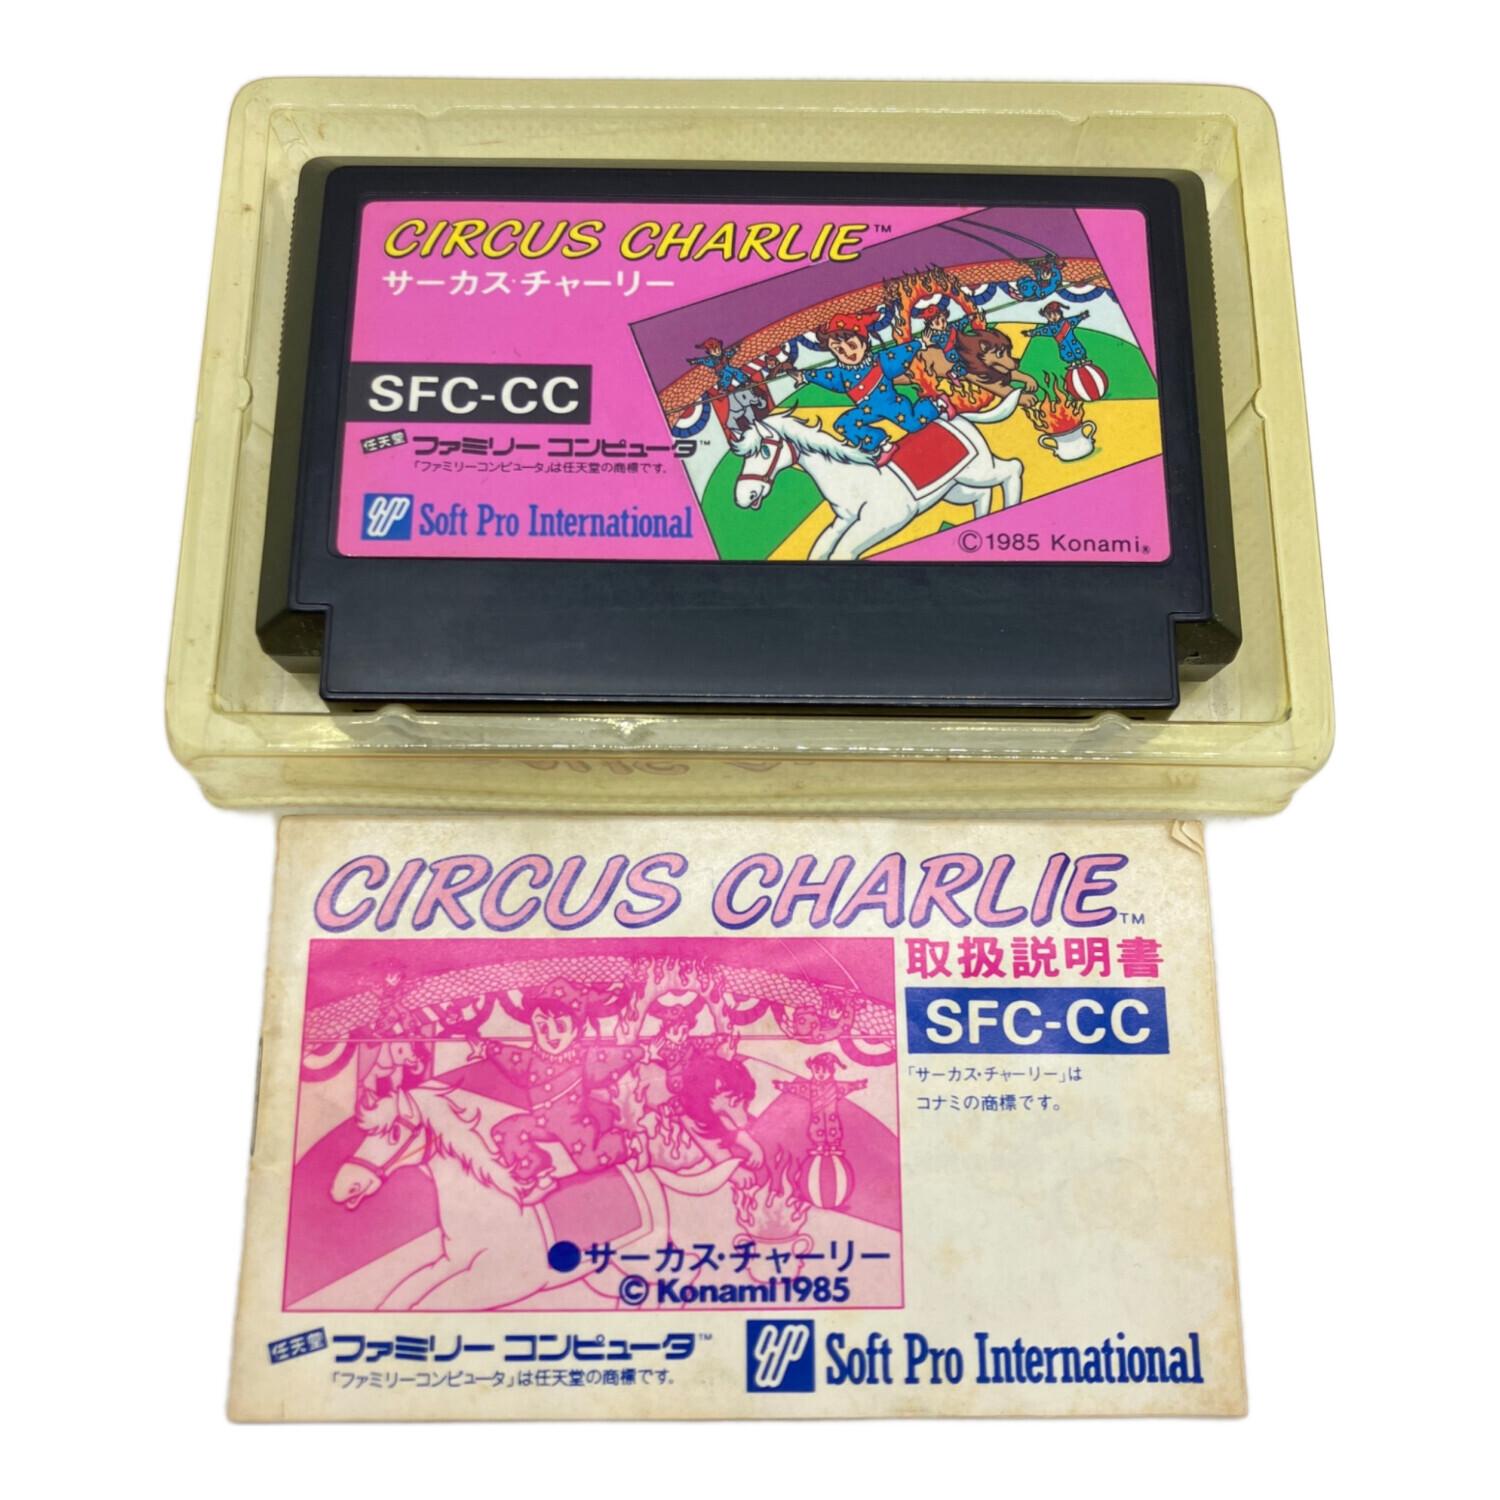 CIRCUS CHARLIE™
サーカス・チャーリー
SFC-CC
任天堂 ファミリーコンピュータ™
「ファミリーコンピュータ」は任天堂の商標です。
Soft Pro International
©1985 Konami®
CIRCUS CHARLIE™
取扱説明書
SFC-CC
「サーカス・チャーリー」は
コナミの商標です。
●サーカス・チャーリー
©Konami1985
任天堂 ファミリーコンピュータ™
「ファミリーコンピュータ」は任天堂の商標です。
Soft Pro International